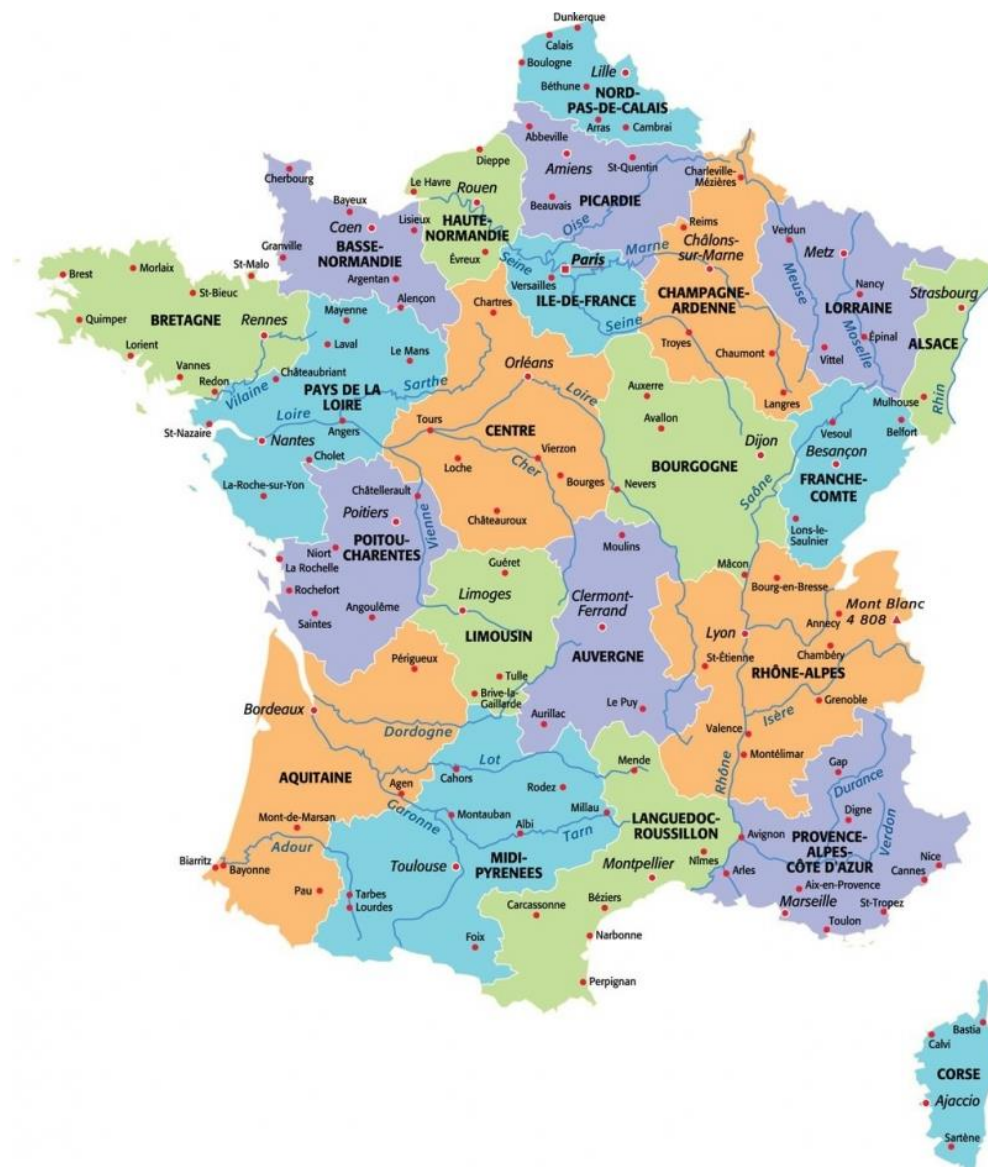 Dunkerque
Calais
Boulogne
Lille
Béthune
NORD-
PAS-DE-CALAIS
Arras
Cambrai
Abbeville
Dieppe
Amiens
St-Quentin
Charleville-
Mézières
Cherbourg
Le Havre
Rouen
Beauvais
PICARDIE
Oise
Bayeux
Lisieux
Caen
HAUTE-
NORMANDIE
Reims
Verdun
Granville
BASSE-
NORMANDIE
Évreux
Seine
Paris
Marne
Châlons-
sur-Marne
Metz
St-Malo
Argentan
Versailles
ILE-DE-FRANCE
CHAMPAGNE-
ARDENNE
Meuse
Nancy
LORRAINE
Strasbourg
Brest
Morlaix
St-Bieuc
Alençon
Chartres
Seine
Moselle
Quimper
BRETAGNE
Rennes
Mayenne
Troyes
Chaumont
Vittel
Épinal
ALSACE
Lorient
Laval
Le Mans
Orléans
Vannes
Redon
Vilaine
Châteaubriant
PAYS DE LA
LOIRE
Sarthe
Loire
Auxerre
Langres
Mulhouse
Rhin
St-Nazaire
Loire
Angers
Tours
CENTRE
Avallon
Dijon
Vesoul
Belfort
Nantes
Cholet
Loche
Cher
Vierzon
Bourges
BOURGOGNE
Besançon
La-Roche-sur-Yon
Châtellerault
Nevers
Saône
FRANCHE-
COMTE
Poitiers
Vienne
Châteauroux
Lons-le-
Saulnier
POITOU-
CHARENTES
Niort
La Rochelle
Moulins
Guéret
Mâcon
Bourg-en-Bresse
Rochefort
Angoulême
Saintes
Limoges
LIMOUSIN
Clermont-
Ferrand
AUVERGNE
Lyon
Annecy
Mont Blanc
4 808
St-Étienne
Chambéry
RHÔNE-ALPES
Périgueux
Tulle
Brive-la-
Gaillarde
Bordeaux
Dordogne
Aurillac
Le Puy
Grenoble
Isère
Valence
Montélimar
Rhône
AQUITAINE
Lot
Cahors
Mende
Gap
Durance
Agen
Rodez
Garonne
Mont-de-Marsan
Montauban
Albi
Millau
Tarn
LANGUEDOC-
ROUSSILLON
Digne
Verdon
Avignon
PROVENCE-
ALPES-
CÔTE D'AZUR
Adour
Biarritz
Bayonne
Toulouse
MIDI-
PYRENEES
Montpellier
Nîmes
Arles
Nice
Cannes
Aix-en-Provence
Pau
Tarbes
Lourdes
Carcassonne
Béziers
Marseille
St-Tropez
Toulon
Foix
Narbonne
Perpignan
Bastia
Calvi
CORSE
Ajaccio
Sartène